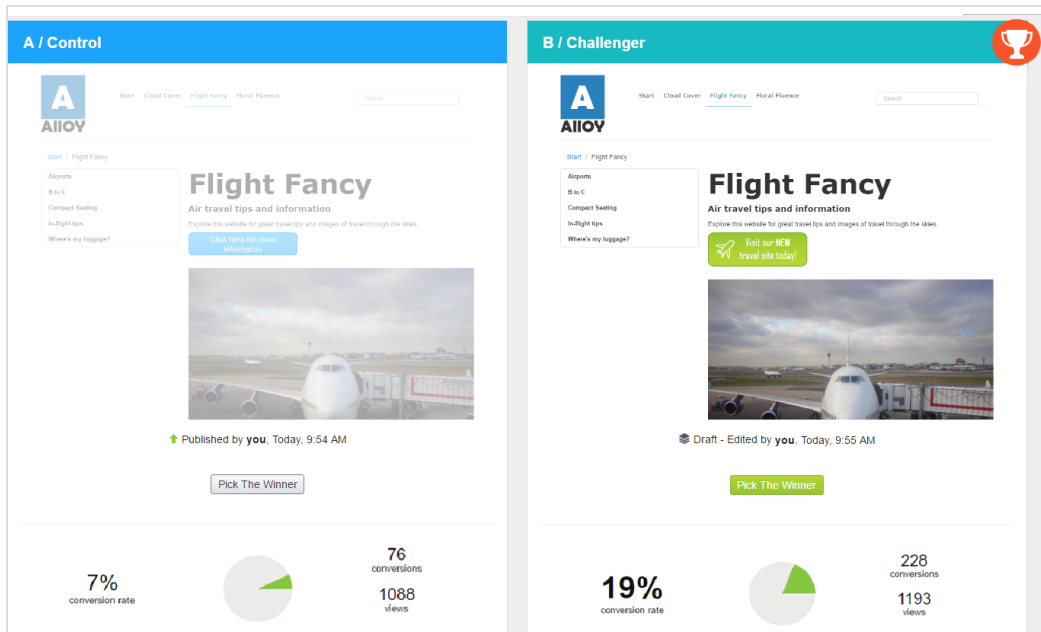 A / Control
A
AllOY
Start Cloud Cover Flight Fancy Floral Fluence
Search
Start / Flight Fancy
Airports
B to C
Compact Seating
In-flight tips
Where's my luggage?
Flight Fancy
Air travel tips and information
Explore this website for great travel tips and images of travel through the skies.
Click here for more
information
Published by you, Today, 9:54 AM
Pick The Winner
7%
conversion rate
76
conversions
1088
views
B / Challenger
A
AllOY
Start Cloud Cover Flight Fancy Floral Fluence
Search
Start / Flight Fancy
Airports
B to C
Compact Seating
In-flight tips
Where's my luggage?
Flight Fancy
Air travel tips and information
Explore this website for great travel tips and images of travel through the skies.
Visit our NEW
travel site today!
Draft - Edited by you, Today, 9:55 AM
Pick The Winner
19%
conversion rate
228
conversions
1193
views